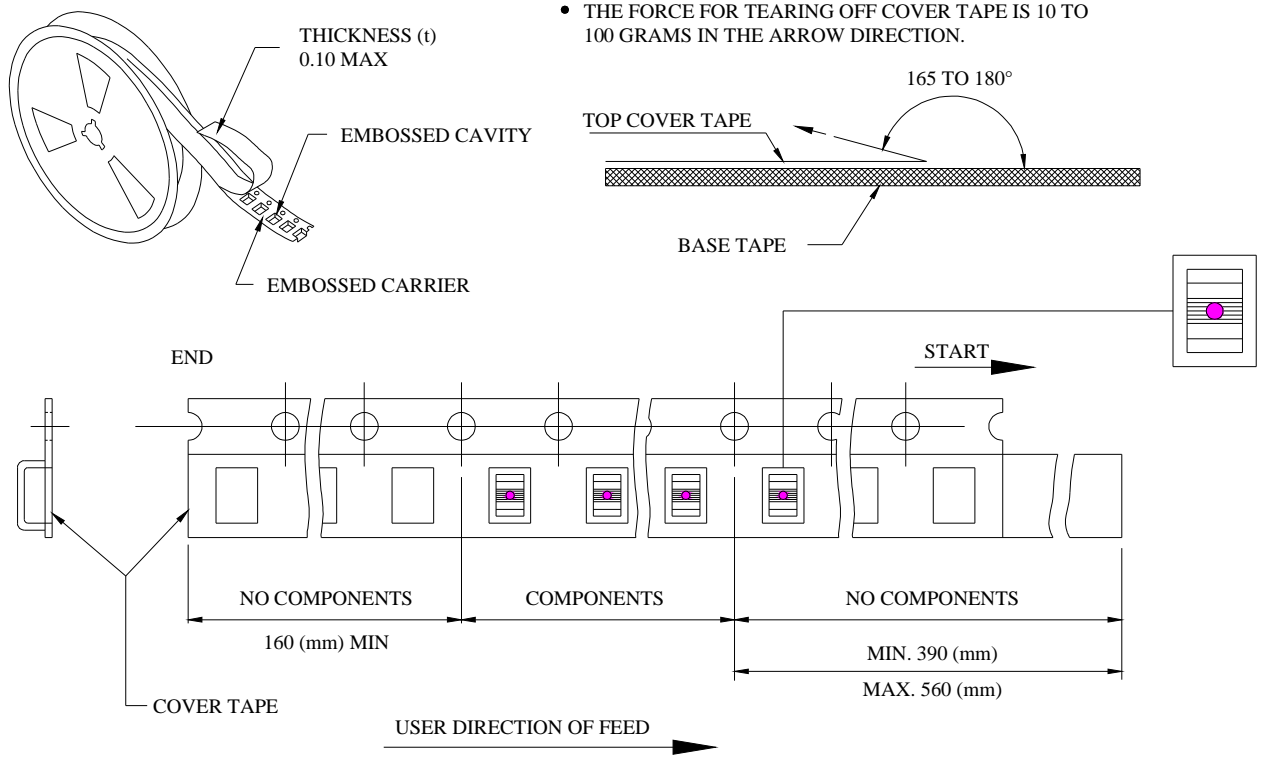 • THE FORCE FOR TEARING OFF COVER TAPE IS 10 TO
100 GRAMS IN THE ARROW DIRECTION.
THICKNESS (t)
0.10 MAX
165 TO 180°
EMBOSSED CAVITY
TOP COVER TAPE
BASE TAPE
EMBOSSED CARRIER
END
START
NO COMPONENTS
COMPONENTS
NO COMPONENTS
160 (mm) MIN
MIN. 390 (mm)
MAX. 560 (mm)
COVER TAPE
USER DIRECTION OF FEED